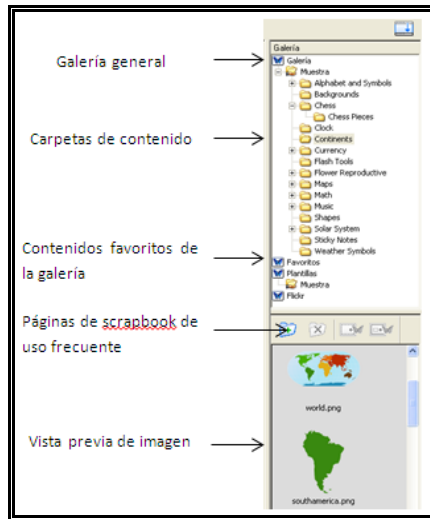 Galería
Galería general
Galería
Muestra
Alphabet and Symbols
Backgrounds
Chess
Chess Pieces
Clock
Carpetas de contenido
Continents
Currency
Flash Tools
Flower Reproductive
Maps
Math
Music
Shapes
Solar System
Sticky Notes
Weather Symbols
Contenidos favoritos de
la galería
Favoritos
Plantillas
Muestra
Flickr
Páginas de scrapbook de
uso frecuente
world.png
Vista previa de imagen
southamerica.png